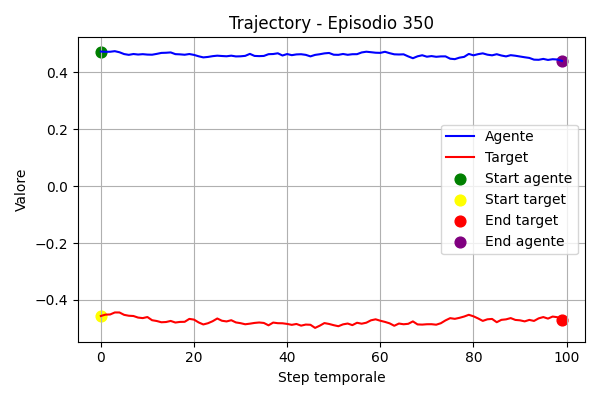 Trajectory - Episodio 350
Valore
0.4
0.2
0.0
−0.2
−0.4
Agente
Target
Start agente
Start target
End target
End agente
0 20 40 60 80 100
Step temporale